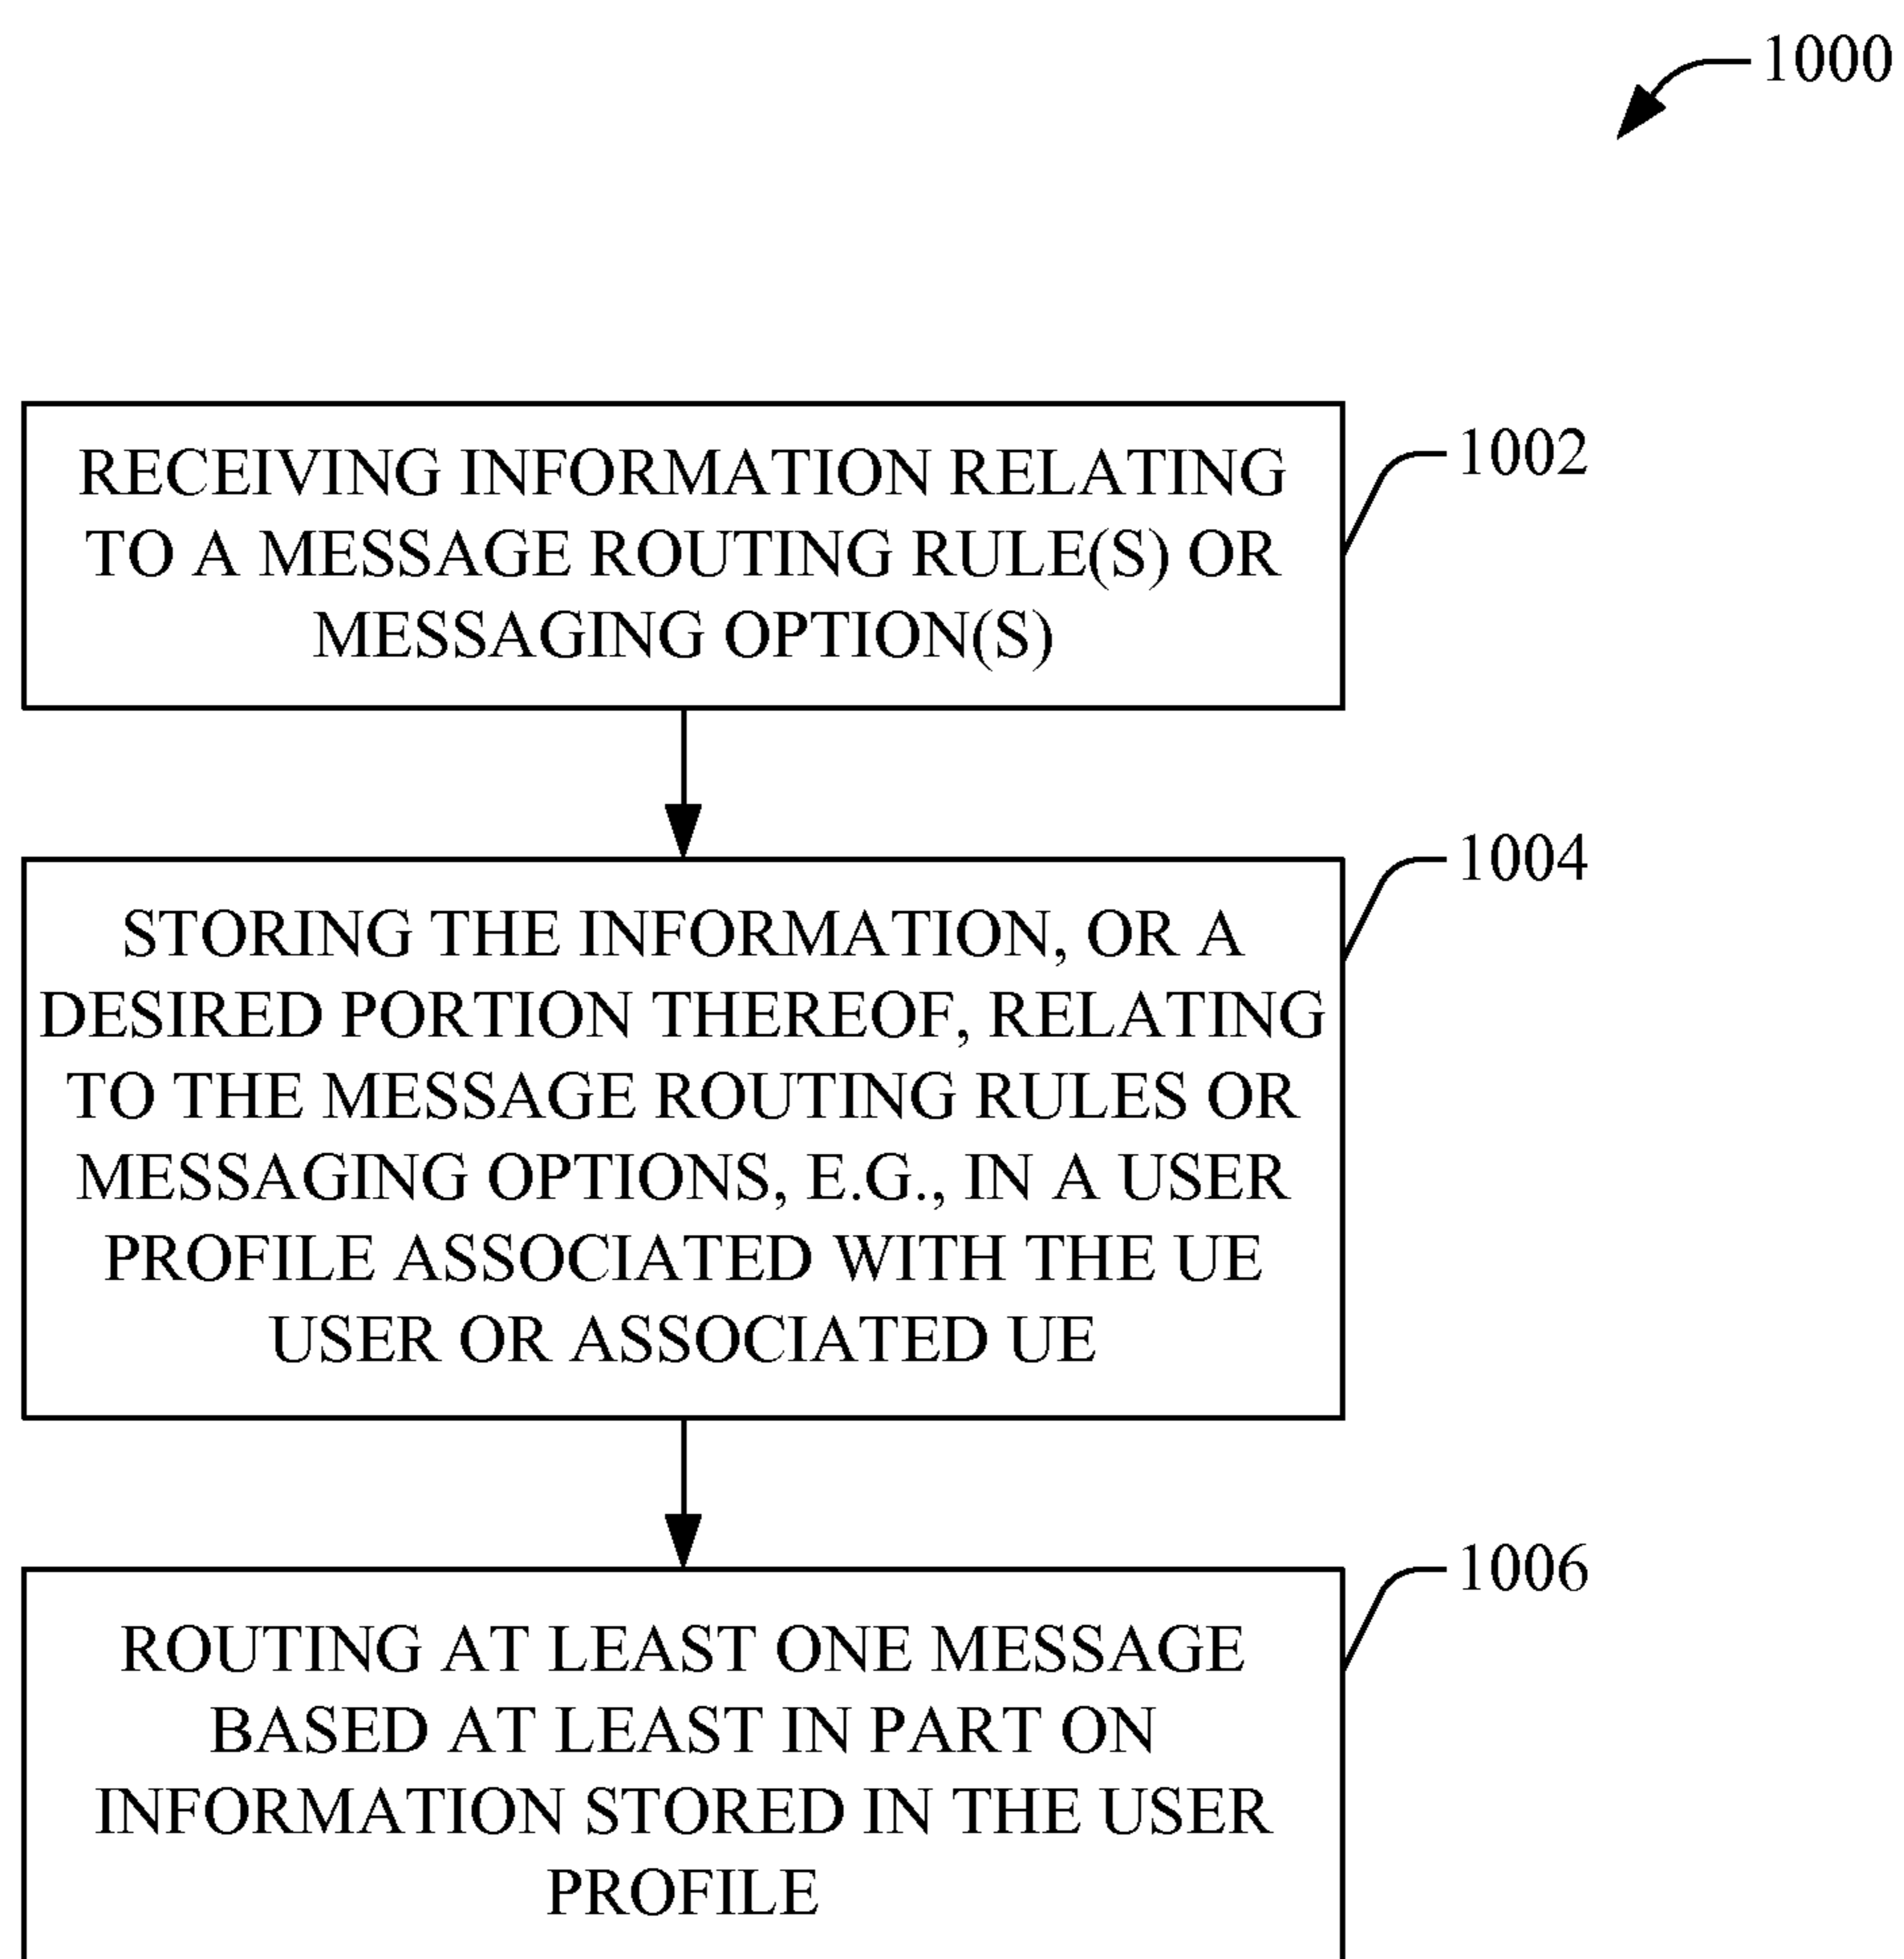 1000
RECEIVING INFORMATION RELATING
TO A MESSAGE ROUTING RULE(S) OR
MESSAGING OPTION(S)
1002
STORING THE INFORMATION, OR A
DESIRED PORTION THEREOF, RELATING
TO THE MESSAGE ROUTING RULES OR
MESSAGING OPTIONS, E.G., IN A USER
PROFILE ASSOCIATED WITH THE UE
USER OR ASSOCIATED UE
1004
ROUTING AT LEAST ONE MESSAGE
BASED AT LEAST IN PART ON
INFORMATION STORED IN THE USER
PROFILE
1006